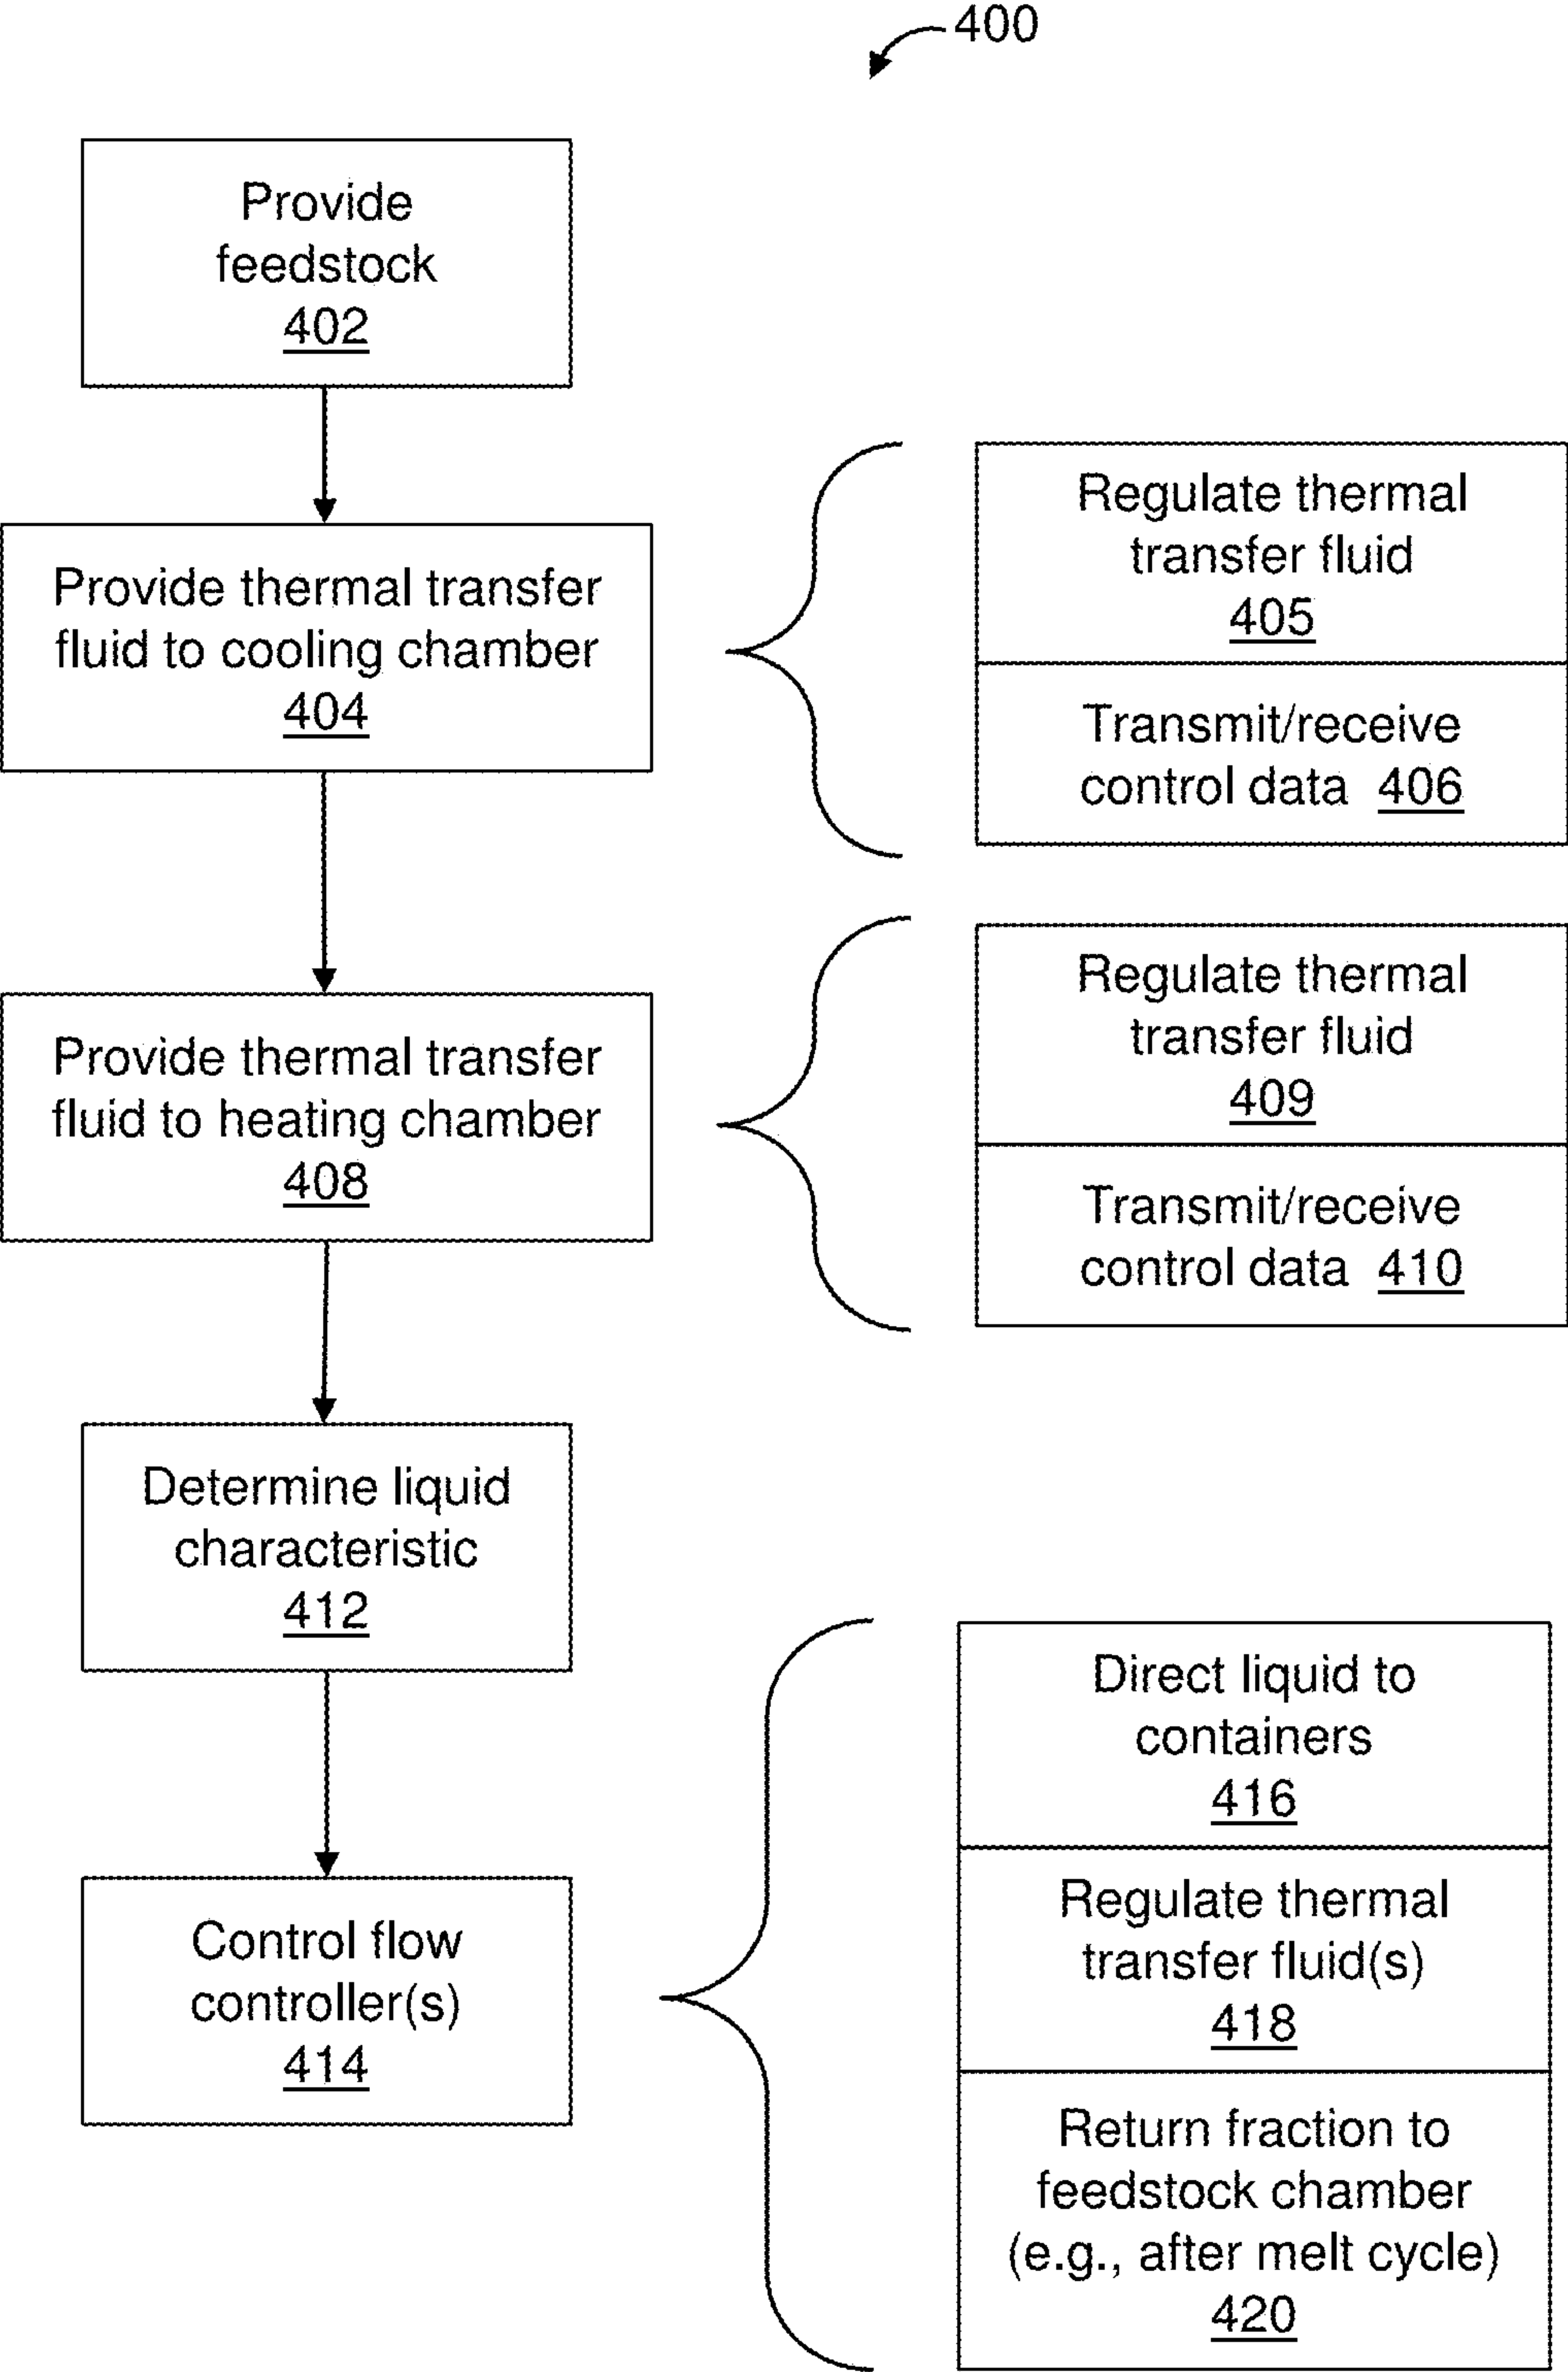 400
Provide
feedstock
402
Provide thermal transfer
fluid to cooling chamber
404
Regulate thermal
transfer fluid
405
Transmit/receive
control data 406
Provide thermal transfer
fluid to heating chamber
408
Regulate thermal
transfer fluid
409
Transmit/receive
control data 410
Determine liquid
characteristic
412
Control flow
controller(s)
414
Direct liquid to
containers
416
Regulate thermal
transfer fluid(s)
418
Return fraction to
feedstock chamber
(e.g., after melt cycle)
420